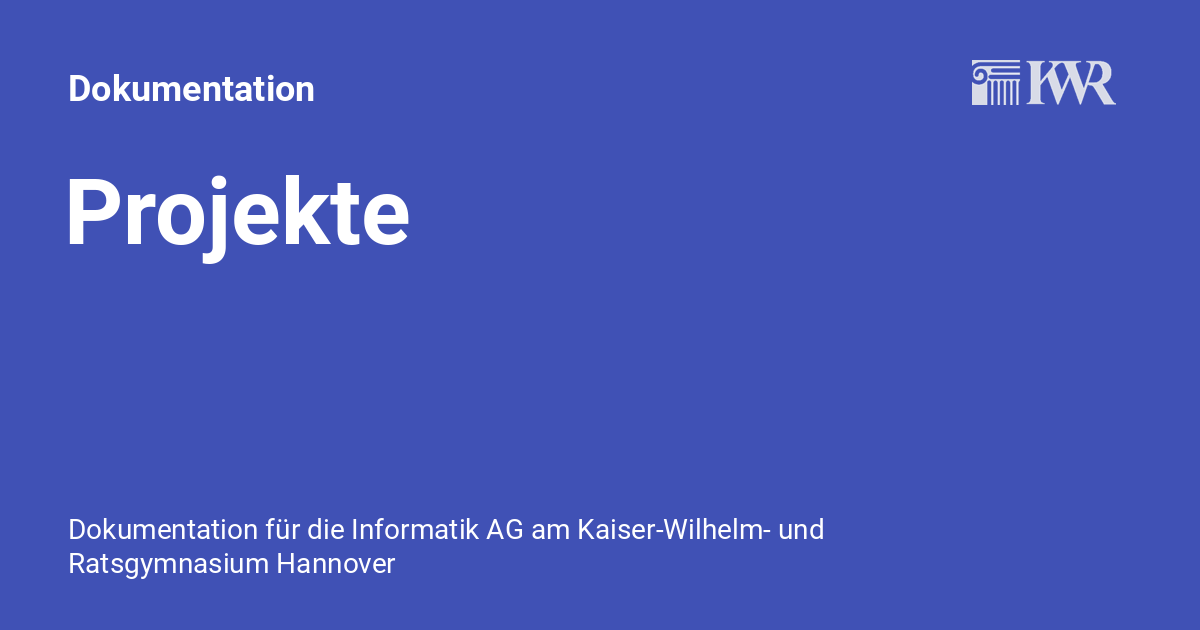 Dokumentation
KWR
Projekte
Dokumentation für die Informatik AG am Kaiser-Wilhelm- und
Ratsgymnasium Hannover